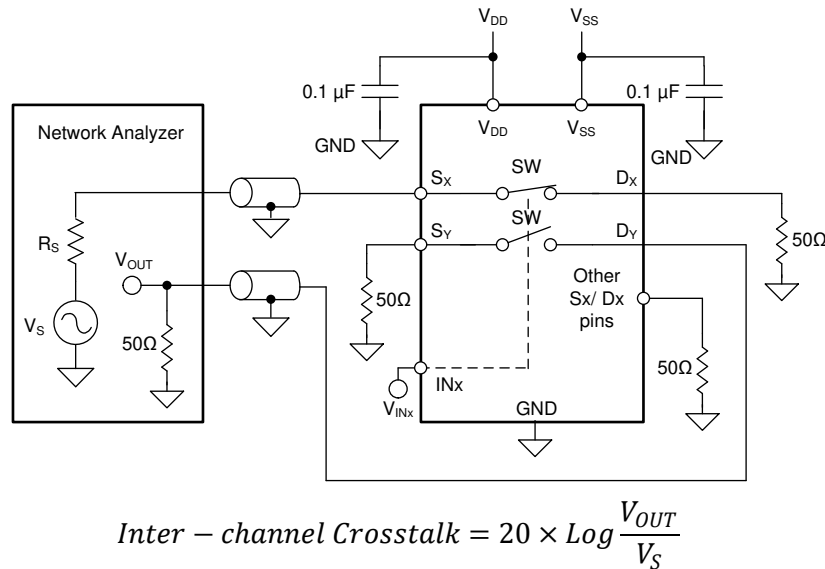 V_DD V_SS
0.1 µF 0.1 µF
Network Analyzer
V_DD V_SS
GND GND
S_X SW D_X
S_Y SW D_Y
R_S
V_OUT
50Ω
Other
Sx/ Dx
pins
50Ω
V_S
50Ω
50Ω
V_INx
INx
GND
Inter − channel Crosstalk = 20 × Log V_OUT / V_S